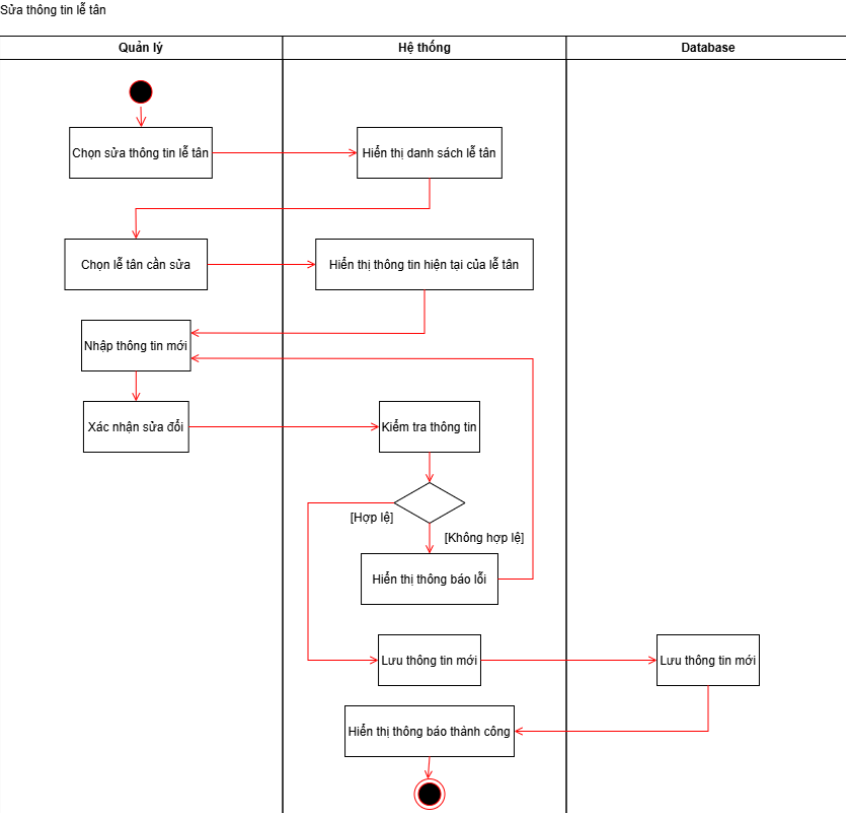 Sửa thông tin lễ tân
Quản lý
Hệ thống
Database
Chọn sửa thông tin lễ tân
Hiển thị danh sách lễ tân
Chọn lễ tân cần sửa
Hiển thị thông tin hiện tại của lễ tân
Nhập thông tin mới
Xác nhận sửa đổi
Kiểm tra thông tin
[Hợp lệ]
[Không hợp lệ]
Hiển thị thông báo lỗi
Lưu thông tin mới
Lưu thông tin mới
Hiển thị thông báo thành công